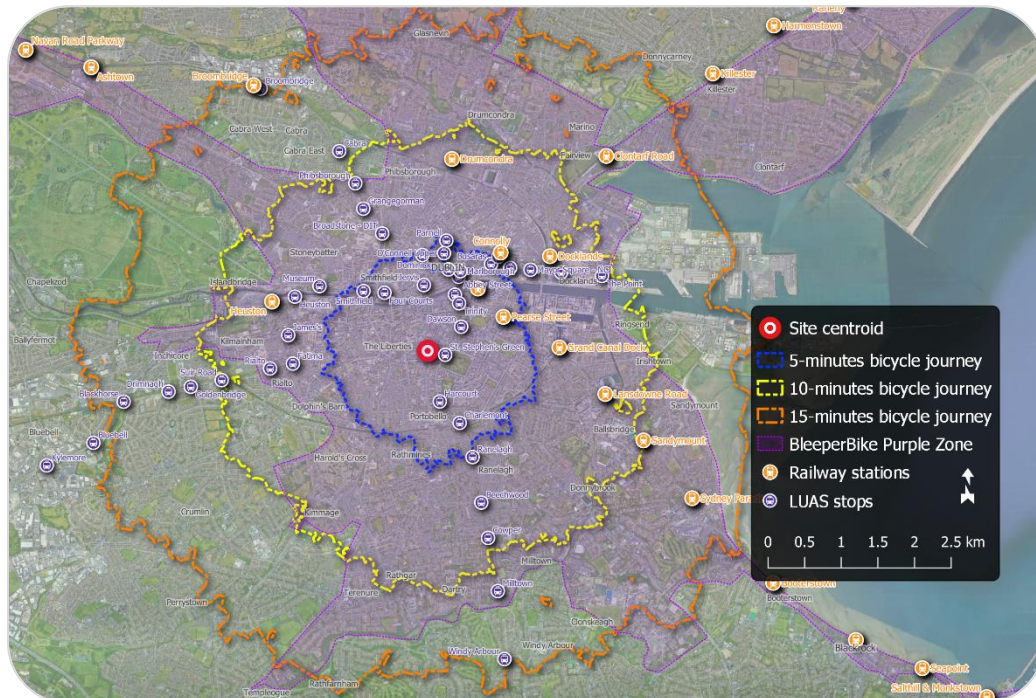 Harmonstown
Navan Road Parkway
Ashtown
Glasnevin
Donnycarney
Killester
Killester
Broombridge
Broombridge
Drumcondra
Cabra West
Cabra
Cabra East
Cabra
Marino
Fairview
Clontarf Road
Clontarf
Drumcondra
Phibsborough
Phibsborough
Grangegorman
Broadstone - DIT
Parnell
Stoneybatter
O'Connell Upper
Connolly
Docklands
Busáras
Marlborough
Dominick
Abbey Street
Docklands
The Point
Islandbridge
Museum
Smithfield
Jervis
Smithfield
Four Courts
Chapelizod
Heuston
Heuston
Trinity
Dawson
Pearse Street
Ringsend
Kilmainham
James's
The Liberties
St. Stephen's Green
Grand Canal Dock
Irishtown
Ballyfermot
Inchicore
Rialto
Fatima
Rialto
Suir Road
Goldenbridge
Drimnagh
Blackhorse
Dolphin's Barn
Harcourt
Portobello
Charlemont
Lansdowne Road
Sandymount
Ballsbridge
Sandymount
Bluebell
Bluebell
Kylemore
Harold's Cross
Rathmines
Ranelagh
Ranelagh
Donnybrook
Beechwood
Crumlin
Kimmage
Cowper
Milltown
Rathgar
Dartry
Milltown
Terenure
Perrystown
Clonskeagh
Windy Arbour
Windy Arbour
Rathfarnham
Templeogue
Booterstown
Booterstown
Blackrock
Seapoint
Salthill & Monkstown
Site centroid
5-minutes bicycle journey
10-minutes bicycle journey
15-minutes bicycle journey
BleeperBike Purple Zone
Railway stations
LUAS stops
0 0.5 1 1.5 2 2.5 km